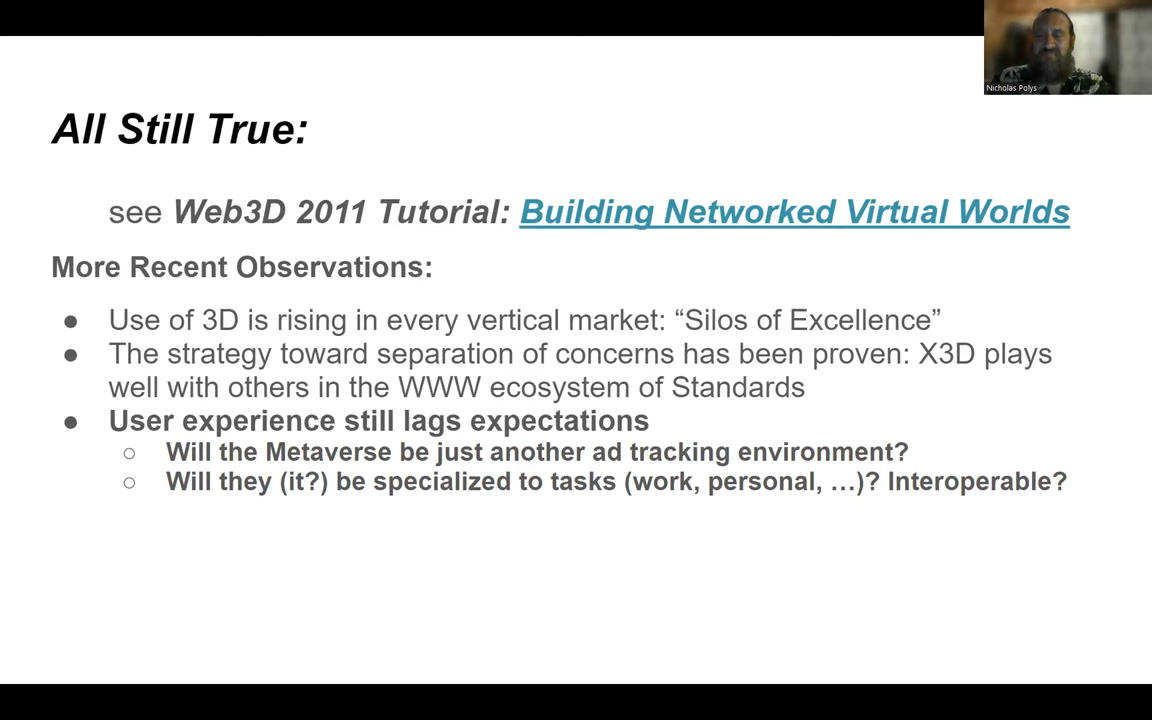 Nicholas Polys
All Still True:
see Web3D 2011 Tutorial: Building Networked Virtual Worlds
More Recent Observations:
● Use of 3D is rising in every vertical market: “Silos of Excellence”
● The strategy toward separation of concerns has been proven: X3D plays
well with others in the WWW ecosystem of Standards
● User experience still lags expectations
○ Will the Metaverse be just another ad tracking environment?
○ Will they (it?) be specialized to tasks (work, personal, …)? Interoperable?